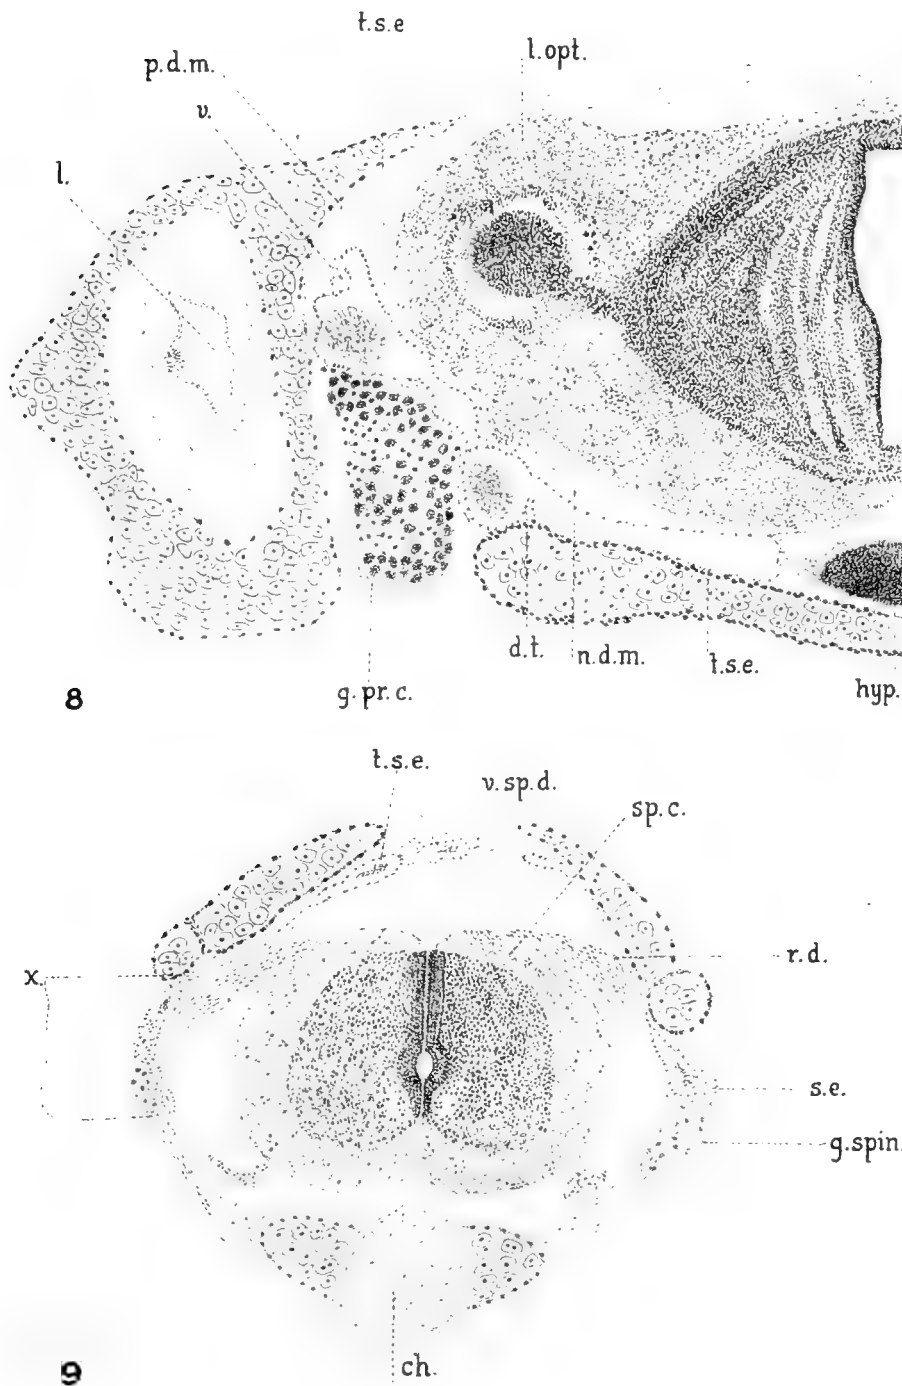 t.s.e
l.opt.
p.d.m.
v.
l.
d.t.
n.d.m.
t.s.e.
hyp.
g.pr.c.
8
t.s.e.
v.sp.d.
sp.c.
x.
r.d.
s.e.
g.spin.
ch.
9